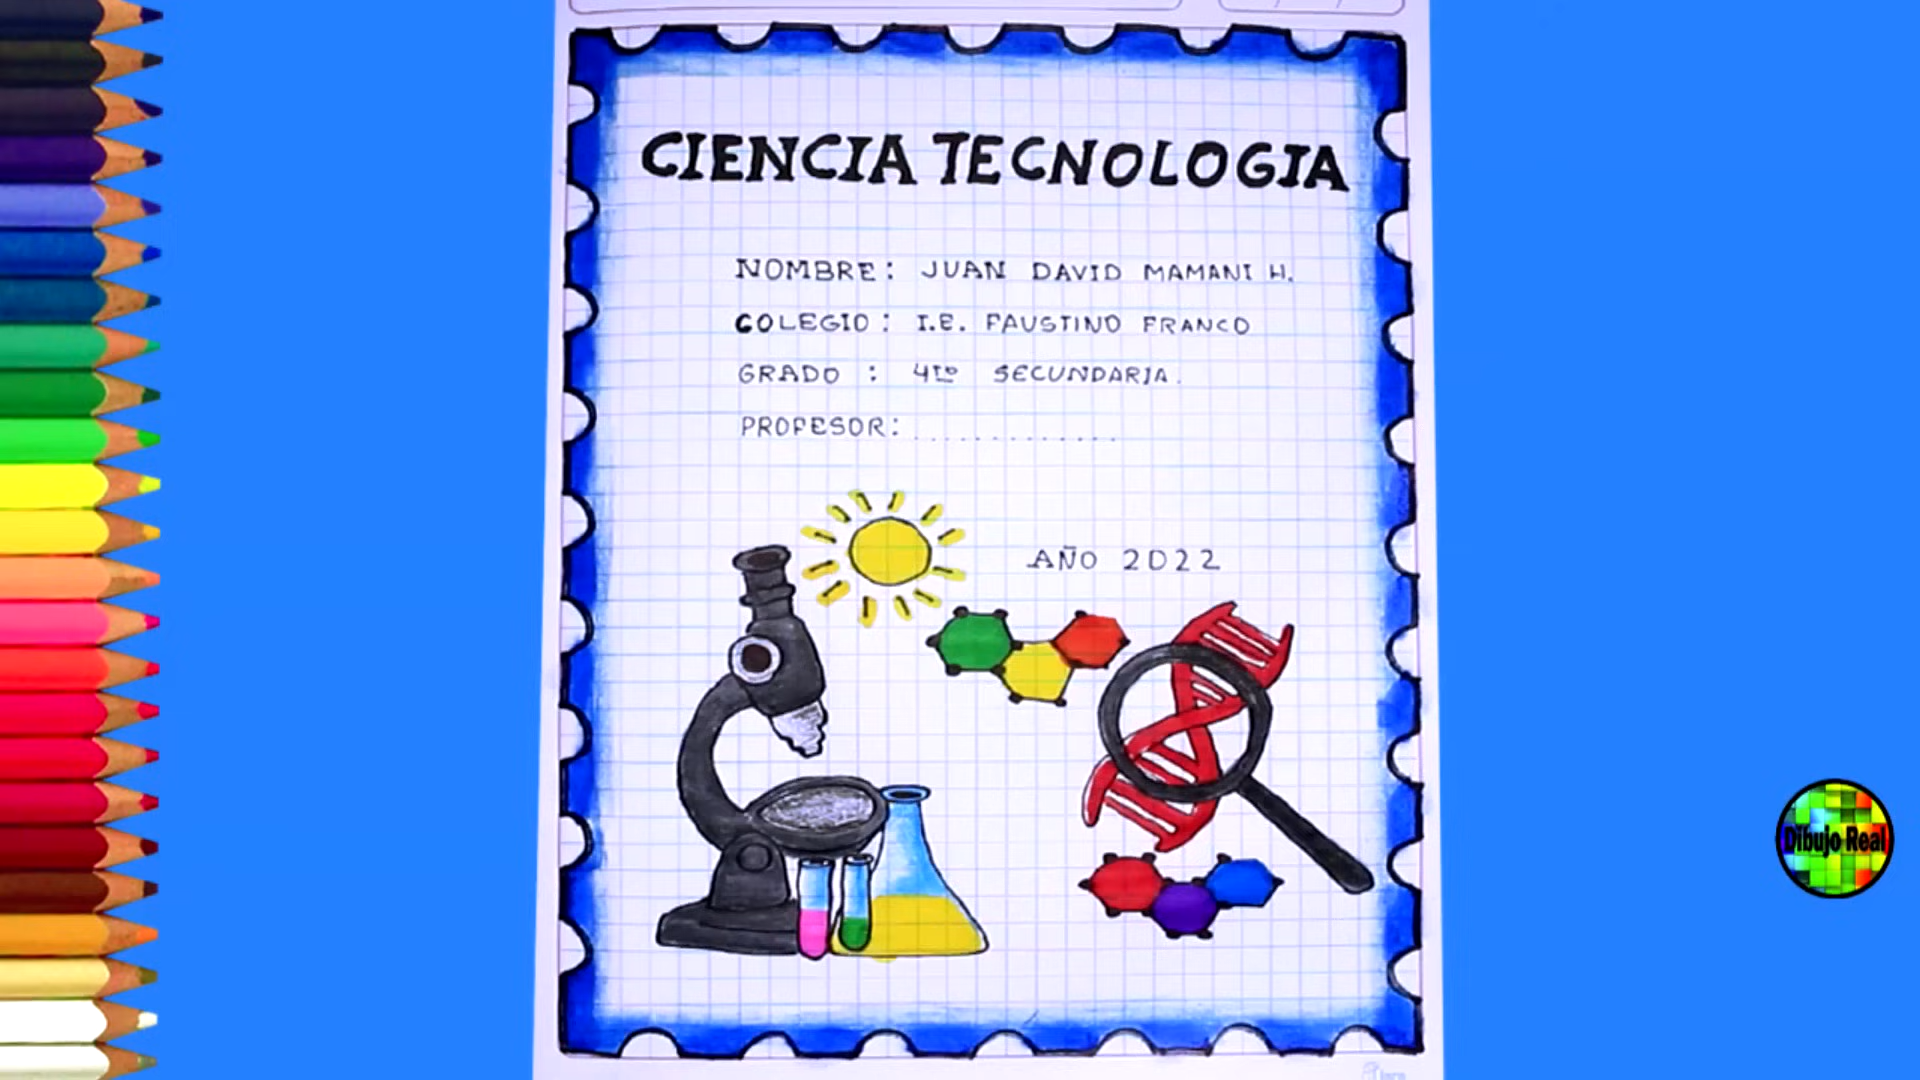 CIENCIA TECNOLOGIA
NOMBRE: JUAN DAVID MAMANI H.
COLEGIO: I.E. FAUSTINO FRANCO
GRADO : 4to SECUNDARIA.
PROFESOR: .............
AÑO 2022
Dibujo Real